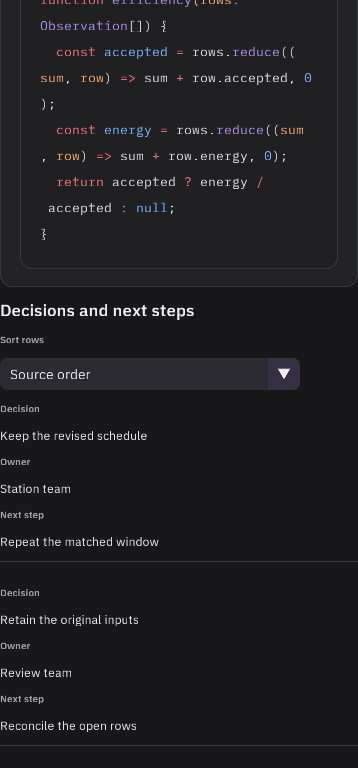 function efficiency(rows:
Observation[]) {
const accepted = rows.reduce((
sum, row) => sum + row.accepted, 0
);
const energy = rows.reduce((sum
, row) => sum + row.energy, 0);
return accepted ? energy /
accepted : null;
}
Decisions and next steps
Sort rows
Source order
Decision
Keep the revised schedule
Owner
Station team
Next step
Repeat the matched window
Decision
Retain the original inputs
Owner
Review team
Next step
Reconcile the open rows